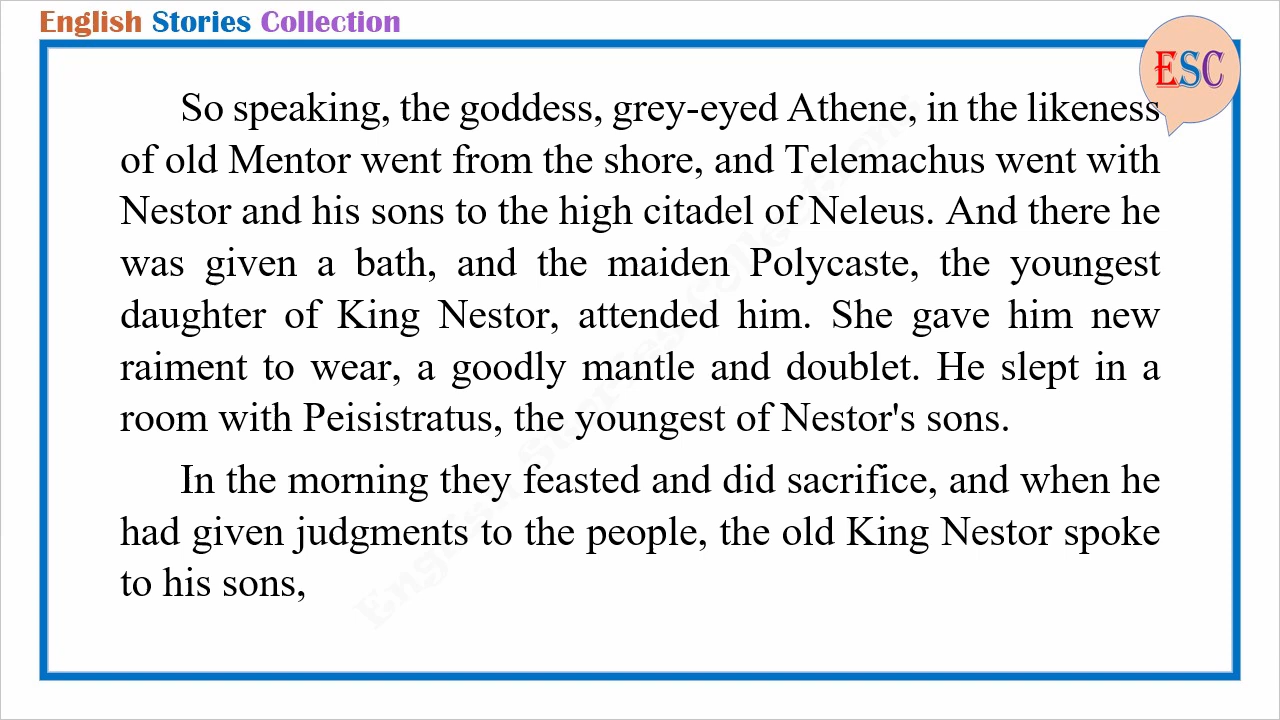 English Stories Collection
ESC
So speaking, the goddess, grey-eyed Athene, in the likeness
of old Mentor went from the shore, and Telemachus went with
Nestor and his sons to the high citadel of Neleus. And there he
was given a bath, and the maiden Polycaste, the youngest
daughter of King Nestor, attended him. She gave him new
raiment to wear, a goodly mantle and doublet. He slept in a
room with Peisistratus, the youngest of Nestor's sons.
In the morning they feasted and did sacrifice, and when he
had given judgments to the people, the old King Nestor spoke
to his sons,